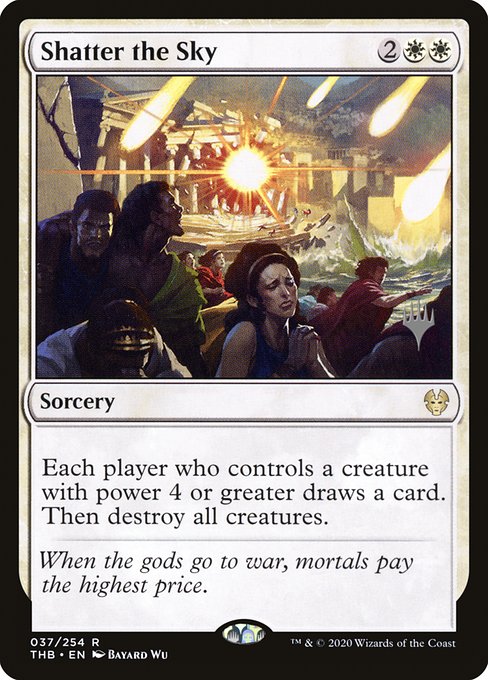 Shatter the Sky 2
Sorcery
Each player who controls a creature
with power 4 or greater draws a card.
Then destroy all creatures.
When the gods go to war, mortals pay
the highest price.
037/254 R
THB • EN Bayard Wu
™ & © 2020 Wizards of the Coast